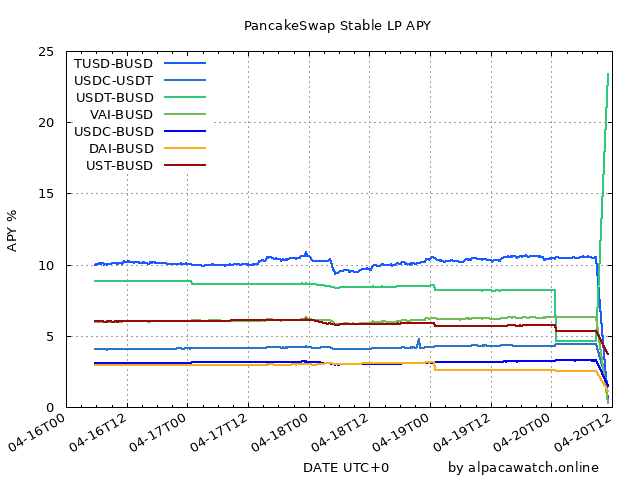 PancakeSwap Stable LP APY
25
20
15
10
5
0
APY %
TUSD-BUSD
USDC-USDT
USDT-BUSD
VAI-BUSD
USDC-BUSD
DAI-BUSD
UST-BUSD
04-16T00
04-16T12
04-17T00
04-17T12
04-18T00
04-18T12
04-19T00
04-19T12
04-20T00
04-20T12
DATE UTC+0
by alpacawatch.online